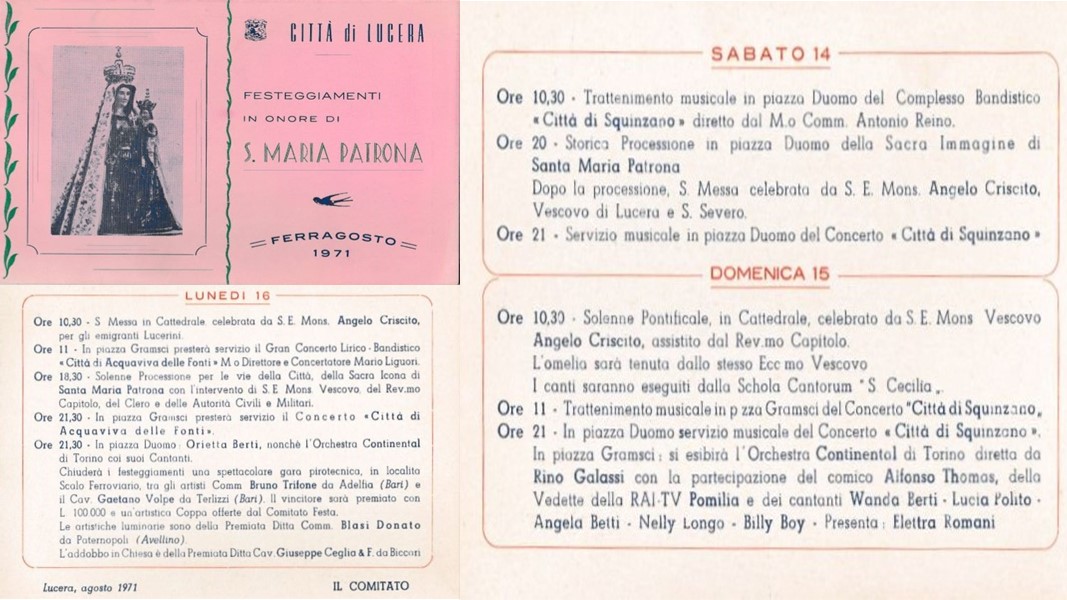 CITTÀ di LUCERA
FESTEGGIAMENTI
IN ONORE DI
S. MARIA PATRONA
FERRAGOSTO
1971
SABATO 14
Ore 10,30 - Trattenimento musicale in piazza Duomo del Complesso Bandistico
«Città di Squinzano» diretto dal M.o Comm. Antonio Reino.
Ore 20 - Storica Processione in piazza Duomo della Sacra Immagine di
Santa Maria Patrona
Dopo la processione, S. Messa celebrata da S. E. Mons. Angelo Criscito,
Vescovo di Lucera e S. Severo.
Ore 21 - Servizio musicale in piazza Duomo del Concerto «Città di Squinzano»
DOMENICA 15
Ore 10,30 - Solenne Pontificale, in Cattedrale, celebrato da S. E. Mons Vescovo
Angelo Criscito, assistito dal Rev.mo Capitolo.
L'omelia sarà tenuta dallo stesso Ecc mo Vescovo
I canti saranno eseguiti dalla Schola Cantorum "S. Cecilia„.
Ore 11 - Trattenimento musicale in p zza Gramsci del Concerto "Città di Squinzano„
Ore 21 - In piazza Duomo servizio musicale del Concerto «Città di Squinzano».
In piazza Gramsci: si esibirà l'Orchestra Continental di Torino diretta da
Rino Galassi con la partecipazione del comico Alfonso Thomas, della
Vedette della RAI-TV Pomilia e dei cantanti Wanda Berti - Lucia Polito -
Angela Betti - Nelly Longo - Billy Boy - Presenta: Elettra Romani
LUNEDI 16
Ore 10,30 - S Messa in Cattedrale, celebrata da S. E. Mons. Angelo Criscito,
per gli emigranti Lucerini.
Ore 11 - In piazza Gramsci presterà servizio il Gran Concerto Lirico-Bandistico
«Città di Acquaviva delle Fonti» M o Direttore e Concertatore Mario Liguori.
Ore 18,30 - Solenne Processione per le vie della Città, della Sacra Icona di
Santa Maria Patrona con l'intervento di S. E Mons. Vescovo, del Rev.mo
Capitolo, del Clero e delle Autorità Civili e Militari.
Ore 21,30 - In piazza Gramsci presterà servizio il Concerto «Città di
Acquaviva delle Fonti».
Ore 21,30 - In piazza Duomo: Orietta Berti, nonchè l'Orchestra Continental
di Torino coi suoi Cantanti.
Chiuderà i festeggiamenti una spettacolare gara pirotecnica, in località
Scalo Ferroviario, tra gli artisti Comm Bruno Trifone da Adelfia (Bari) e
il Cav. Gaetano Volpe da Terlizzi (Bari). Il vincitore sarà premiato con
L 100 000 e un'artistica Coppa offerte dal Comitato Festa.
Le artistiche luminarie sono della Premiata Ditta Comm. Blasi Donato
da Paternopoli (Avellino).
L'addobbo in Chiesa è della Premiata Ditta Cav. Giuseppe Ceglia & F. da Biccari
Lucera, agosto 1971
IL COMITATO